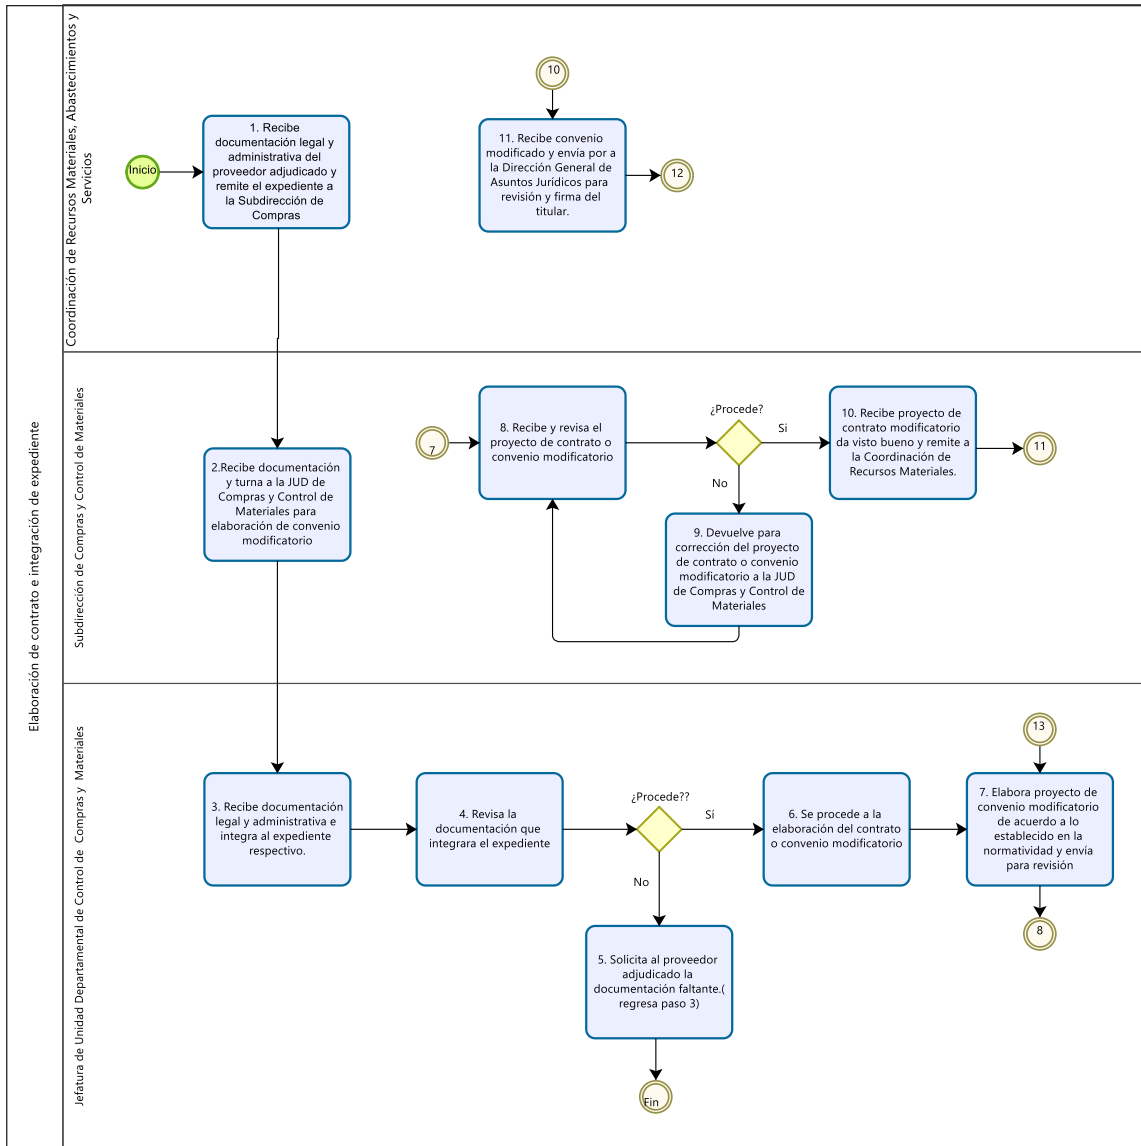 Elaboración de contrato e integración de expediente
Coordinación de Recursos Materiales, Abastecimientos y
Servicios
Inicio
1. Recibe
documentación legal y
administrativa del
proveedor adjudicado y
remite el expediente a
la Subdirección de
Compras
10
11. Recibe convenio
modificado y envía por a
la Dirección General de
Asuntos Jurídicos para
revisión y firma del
titular.
12
Subdirección de Compras y Control de Materiales
2.Recibe documentación
y turna a la JUD de
Compras y Control de
Materiales para
elaboración de convenio
modificatorio
7
8. Recibe y revisa el
proyecto de contrato o
convenio modificatorio
¿Procede?
Si
No
9. Devuelve para
corrección del proyecto
de contrato o convenio
modificatorio a la JUD
de Compras y Control de
Materiales
10. Recibe proyecto de
contrato modificatorio
da visto bueno y remite a
la Coordinación de
Recursos Materiales.
11
Jefatura de Unidad Departamental de Control de Compras y Materiales
3. Recibe documentación
legal y administrativa e
integra al expediente
respectivo.
4. Revisa la
documentación que
integrara el expediente
¿Procede??
Sí
No
5. Solicita al proveedor
adjudicado la
documentación faltante.(
regresa paso 3)
Fin
6. Se procede a la
elaboración del contrato
o convenio modificatorio
13
7. Elabora proyecto de
convenio modificatorio
de acuerdo a lo
establecido en la
normatividad y envía
para revisión
8